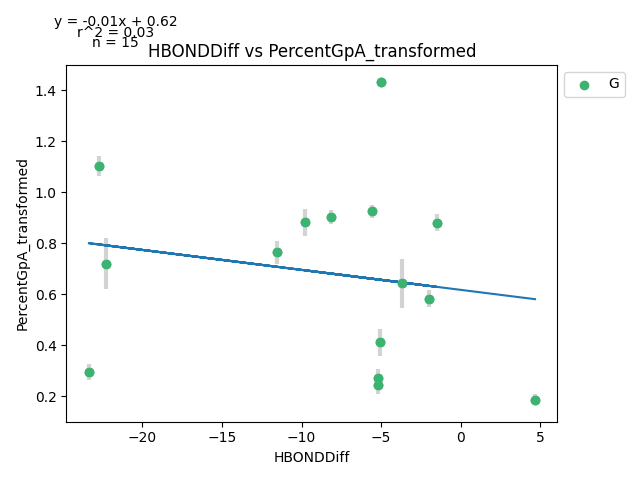 y = -0.01x + 0.62
r^2 = 0.03
n = 15
HBONDDiff vs PercentGpA_transformed
G
PercentGpA_transformed
1.4
1.2
1.0
0.8
0.6
0.4
0.2
−20
−15
−10
−5
0
5
HBONDDiff